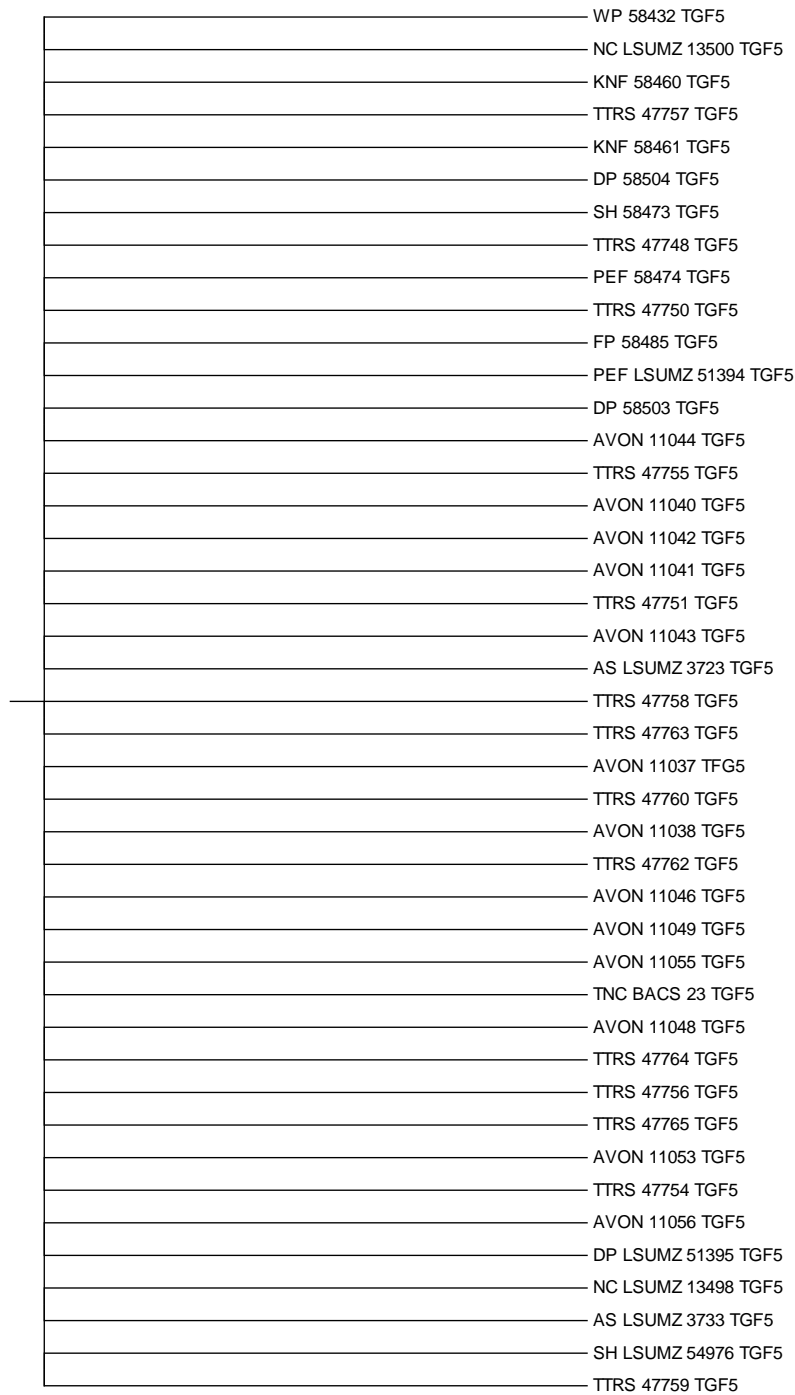 WP 58432 TGF5
NC LSUMZ 13500 TGF5
KNF 58460 TGF5
TTRS 47757 TGF5
KNF 58461 TGF5
DP 58504 TGF5
SH 58473 TGF5
TTRS 47748 TGF5
PEF 58474 TGF5
TTRS 47750 TGF5
FP 58485 TGF5
PEF LSUMZ 51394 TGF5
DP 58503 TGF5
AVON 11044 TGF5
TTRS 47755 TGF5
AVON 11040 TGF5
AVON 11042 TGF5
AVON 11041 TGF5
TTRS 47751 TGF5
AVON 11043 TGF5
AS LSUMZ 3723 TGF5
TTRS 47758 TGF5
TTRS 47763 TGF5
AVON 11037 TFG5
TTRS 47760 TGF5
AVON 11038 TGF5
TTRS 47762 TGF5
AVON 11046 TGF5
AVON 11049 TGF5
AVON 11055 TGF5
TNC BACS 23 TGF5
AVON 11048 TGF5
TTRS 47764 TGF5
TTRS 47756 TGF5
TTRS 47765 TGF5
AVON 11053 TGF5
TTRS 47754 TGF5
AVON 11056 TGF5
DP LSUMZ 51395 TGF5
NC LSUMZ 13498 TGF5
AS LSUMZ 3733 TGF5
SH LSUMZ 54976 TGF5
TTRS 47759 TGF5